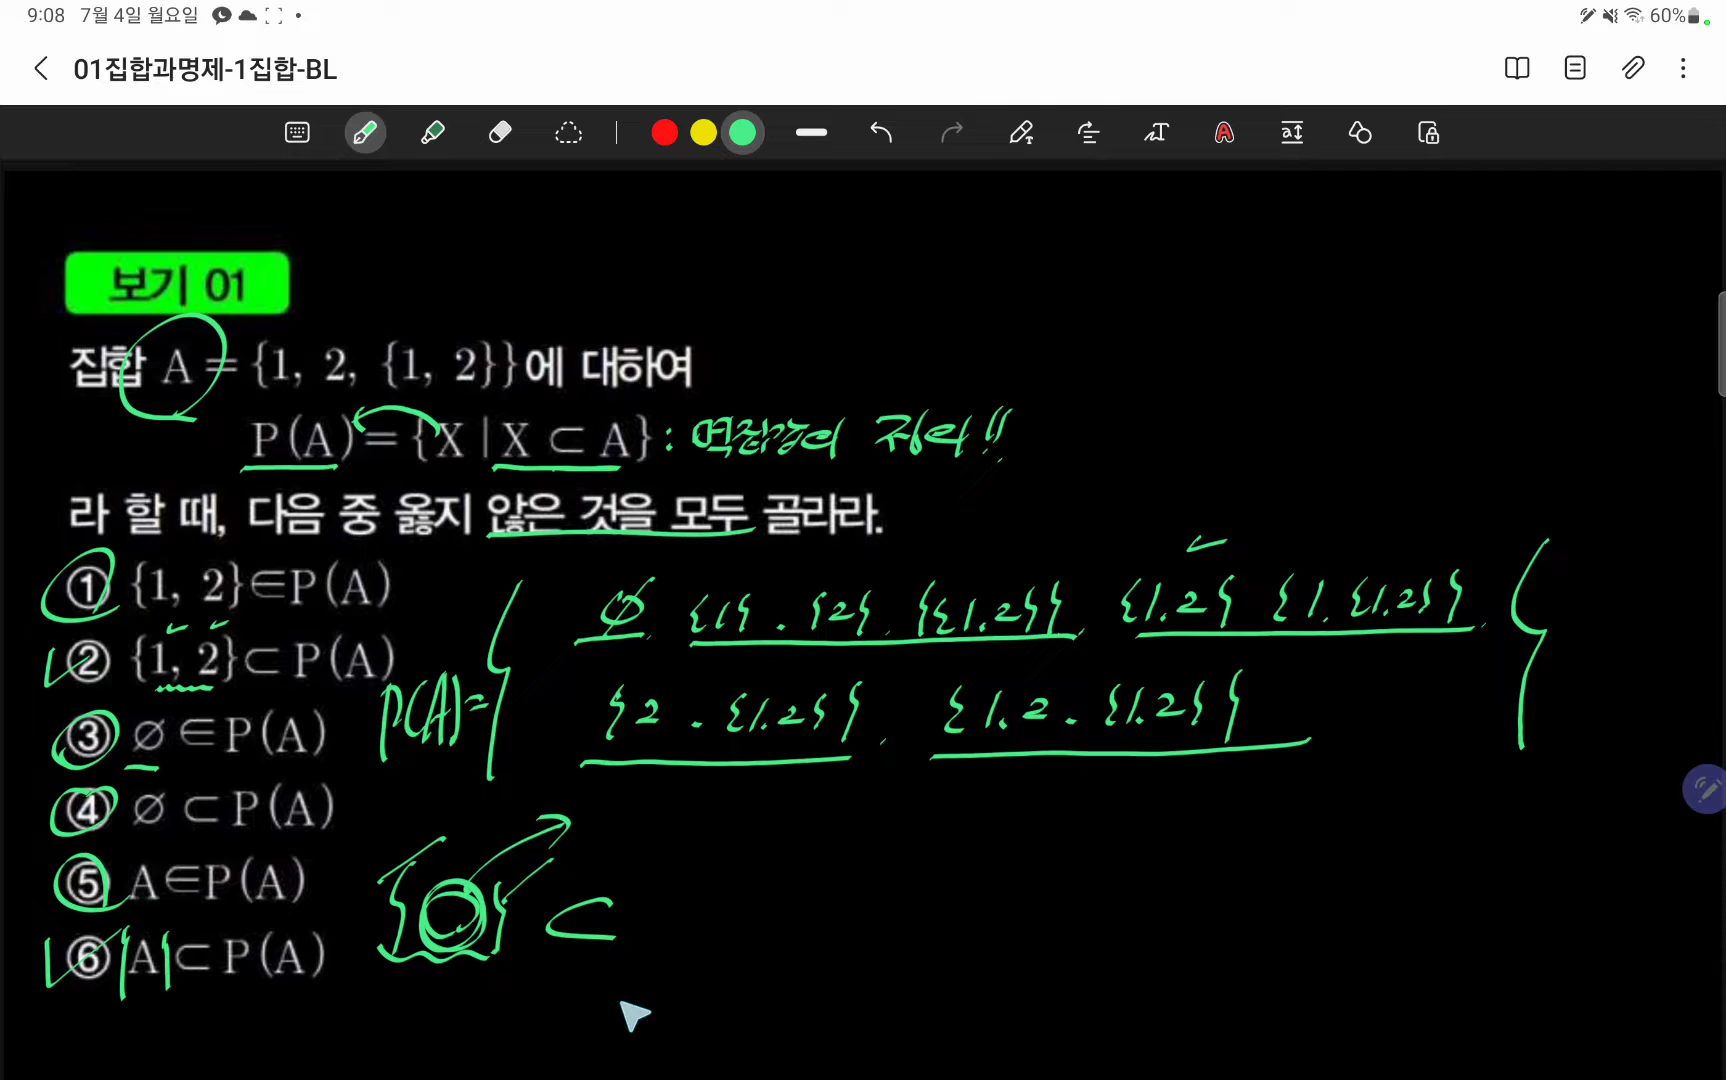 9:08 7월 4일 월요일 60%
01집합과명제-1집합-BL
보기 01
집합 A = {1, 2, {1, 2}}에 대하여
P(A) = {X | X ⊂ A} : 멱집합의 정의!!
라 할 때, 다음 중 옳지 않은 것을 모두 골라라.
① {1, 2}∈P(A)
② {1, 2}⊂P(A)
③ ∅∈P(A)
④ ∅⊂P(A)
⑤ A∈P(A)
⑥ {A}⊂P(A)
P(A)= { ∅, {1}, {2}, {{1,2}}, {1,2} {1, {1,2}},
{2, {1,2}}, {1, 2, {1,2}} }
{○} ⊂